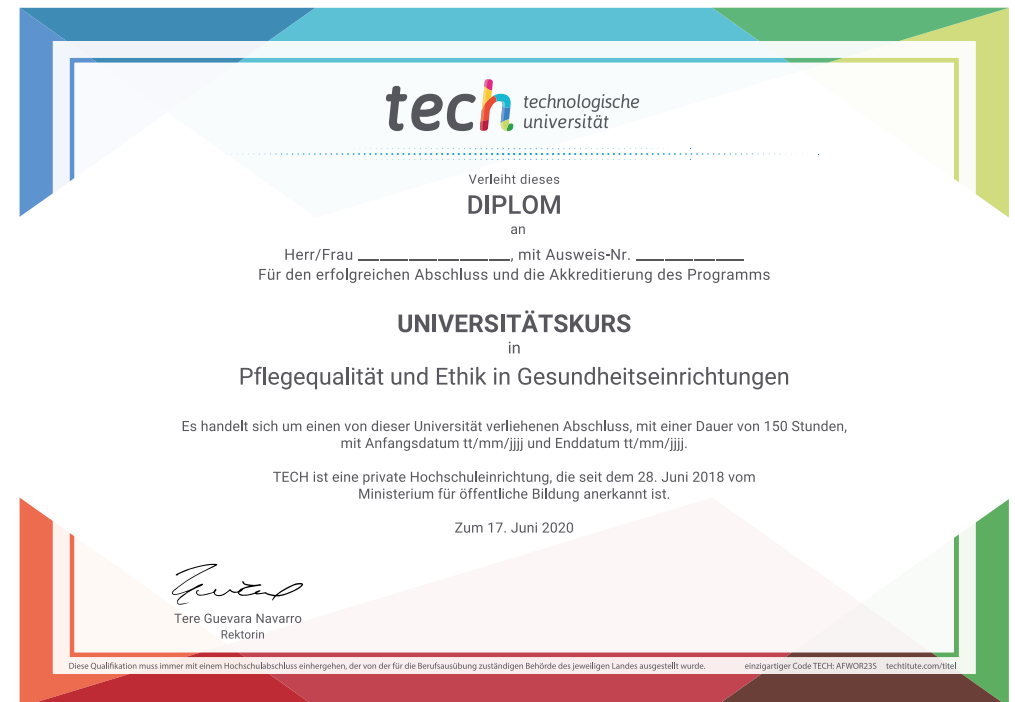 tech technologische
universität
Verleiht dieses
DIPLOM
an
Herr/Frau ____________________, mit Ausweis-Nr. ______________
Für den erfolgreichen Abschluss und die Akkreditierung des Programms
UNIVERSITÄTSKURS
in
Pflegequalität und Ethik in Gesundheitseinrichtungen
Es handelt sich um einen von dieser Universität verliehenen Abschluss, mit einer Dauer von 150 Stunden,
mit Anfangsdatum tt/mm/jjjj und Enddatum tt/mm/jjjj.
TECH ist eine private Hochschuleinrichtung, die seit dem 28. Juni 2018 vom
Ministerium für öffentliche Bildung anerkannt ist.
Zum 17. Juni 2020
Tere Guevara Navarro
Rektorin
Diese Qualifikation muss immer mit einem Hochschulabschluss einhergehen, der von der für die Berufsausübung zuständigen Behörde des jeweiligen Landes ausgestellt wurde. einzigartiger Code TECH: AFWOR23S techtitute.com/titel